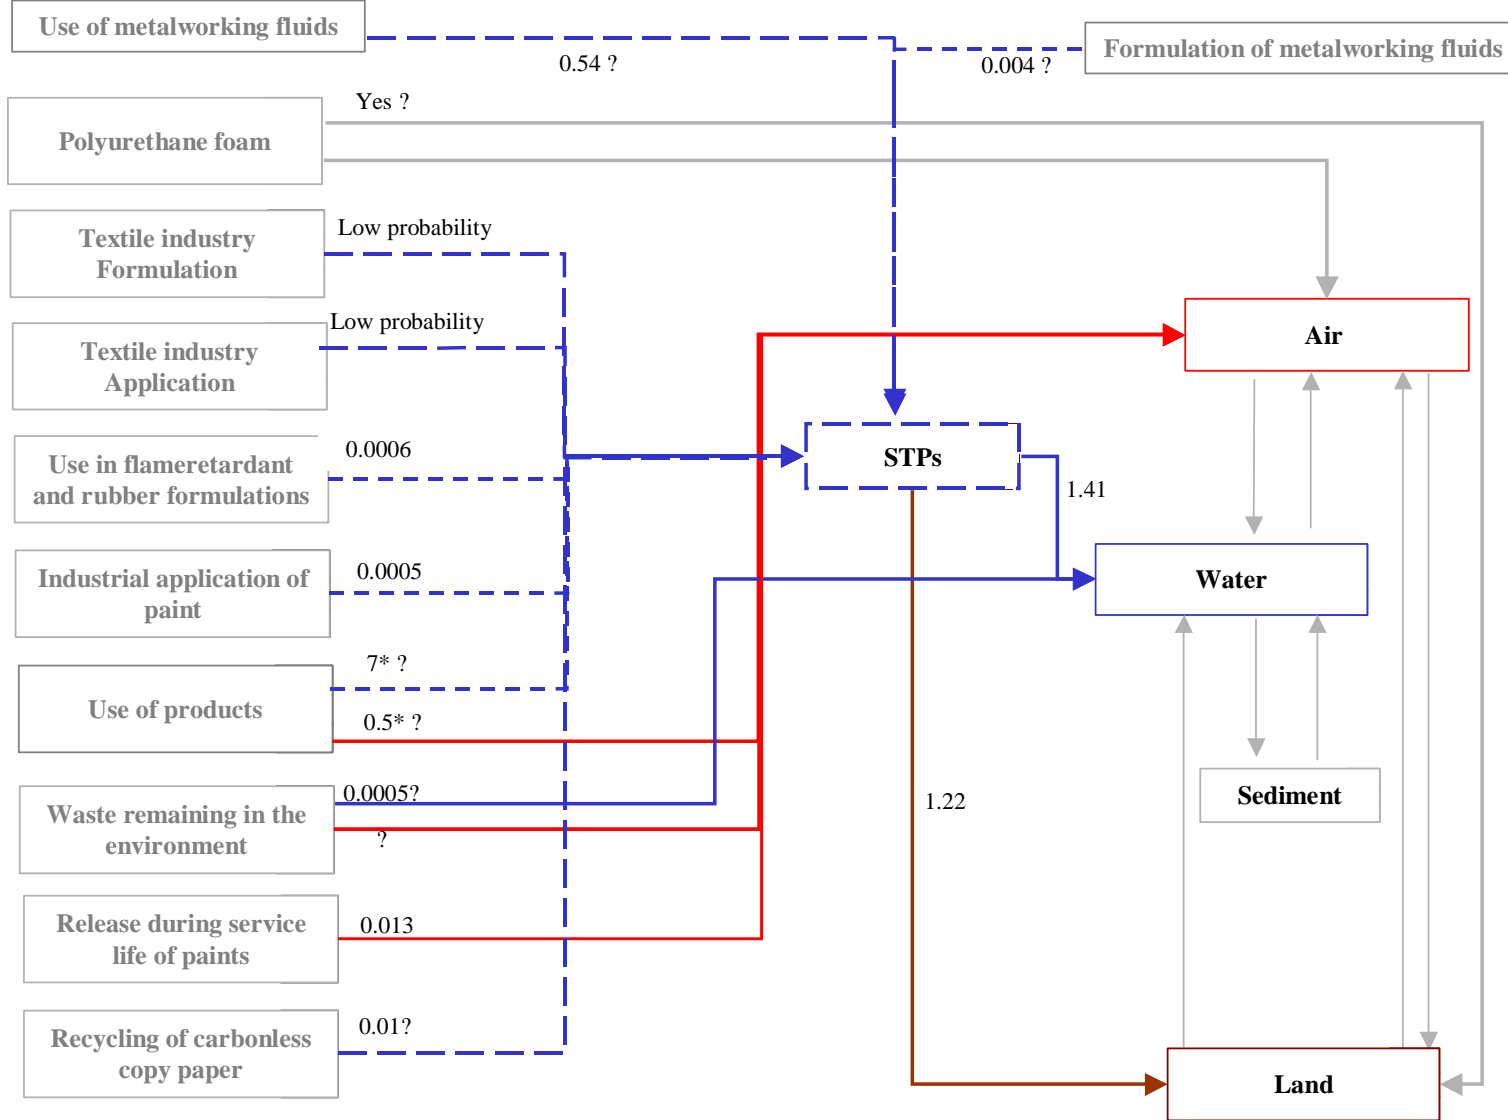 Use of metalworking fluids
Formulation of metalworking fluids
0.54 ?
0.004 ?
Yes ?
Polyurethane foam
Low probability
Textile industry
Formulation
Low probability
Textile industry
Application
Air
0.0006
Use in flameretardant
and rubber formulations
STPs
1.41
0.0005
Industrial application of
paint
Water
7* ?
Use of products
0.5* ?
0.0005?
Waste remaining in the
environment
?
Sediment
1.22
0.013
Release during service
life of paints
0.01?
Recycling of carbonless
copy paper
Land